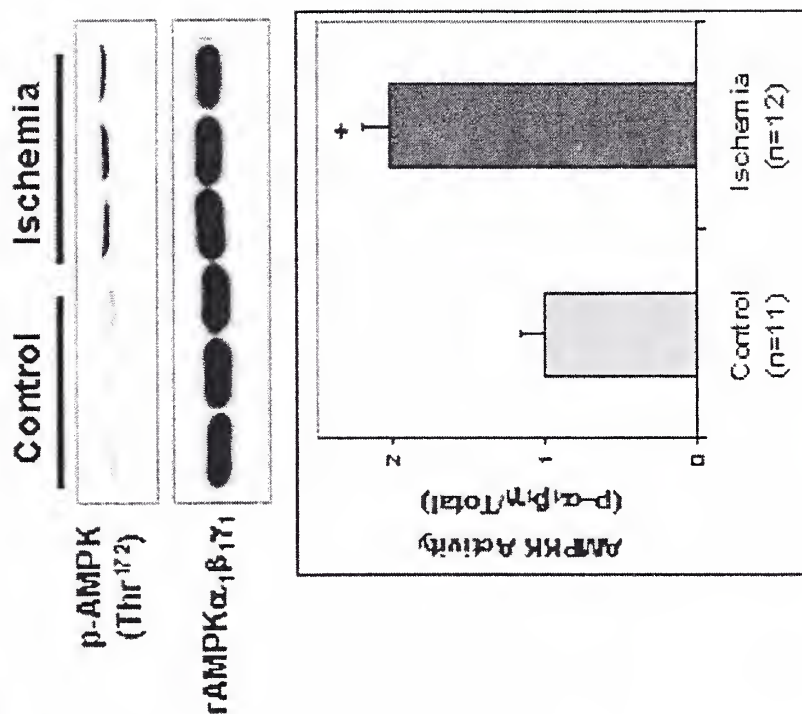 Control Ischemia
p-AMPK
(Thr¹⁷²)
rAMPKα₁β₁γ₁
AMPKK Activity
(p-α₁β₁γ₁/Total)
2
1
0
+
Control
(n=11)
Ischemia
(n=12)